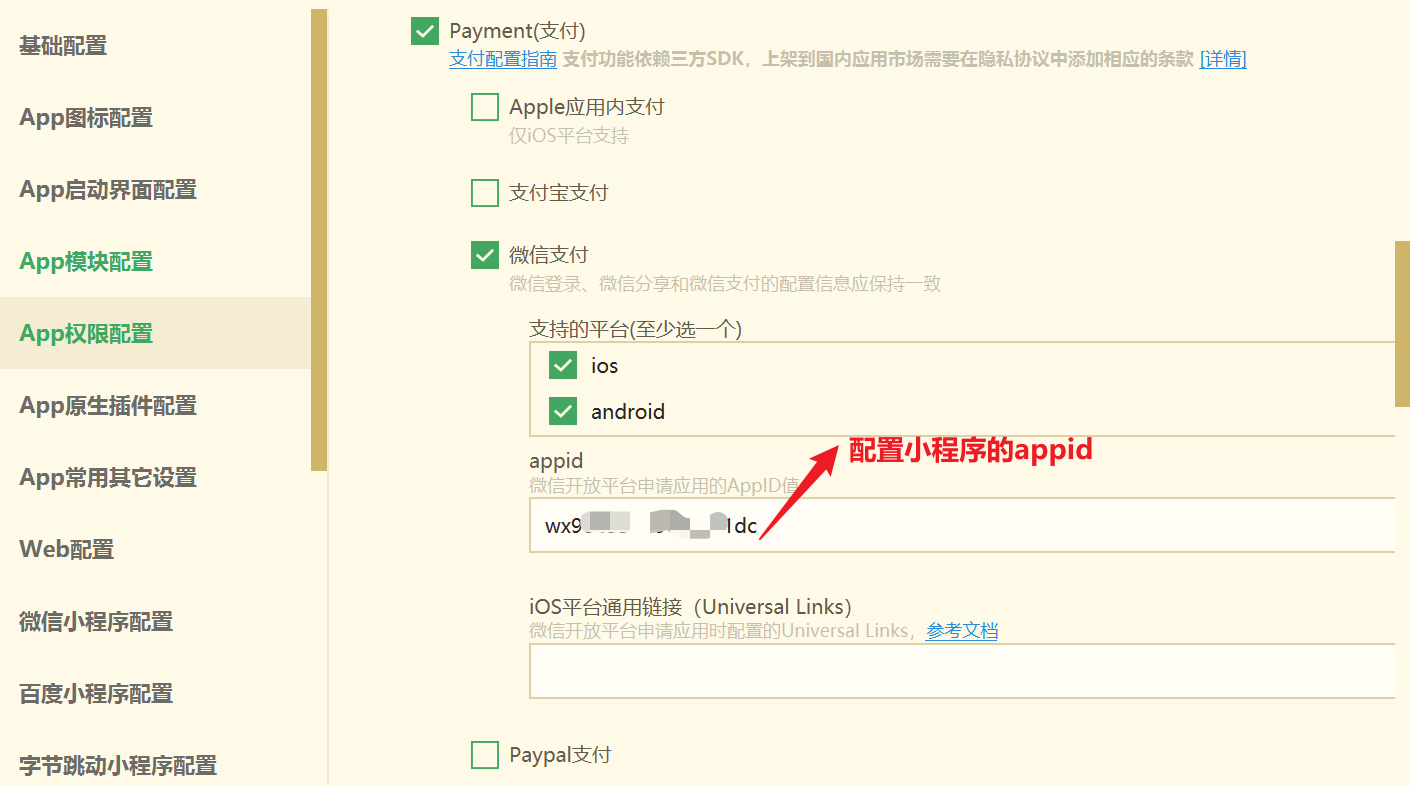 基础配置
App图标配置
App启动界面配置
App模块配置
App权限配置
App原生插件配置
App常用其它设置
Web配置
微信小程序配置
百度小程序配置
字节跳动小程序配置
Payment(支付)
支付配置指南 支付功能依赖三方SDK，上架到国内应用市场需要在隐私协议中添加相应的条款 [详情]
Apple应用内支付
仅iOS平台支持
支付宝支付
微信支付
微信登录、微信分享和微信支付的配置信息应保持一致
支持的平台(至少选一个)
ios
android
配置小程序的appid
appid
微信开放平台申请应用的AppID值
wx9 1dc
iOS平台通用链接（Universal Links）
微信开放平台申请应用时配置的Universal Links，参考文档
Paypal支付